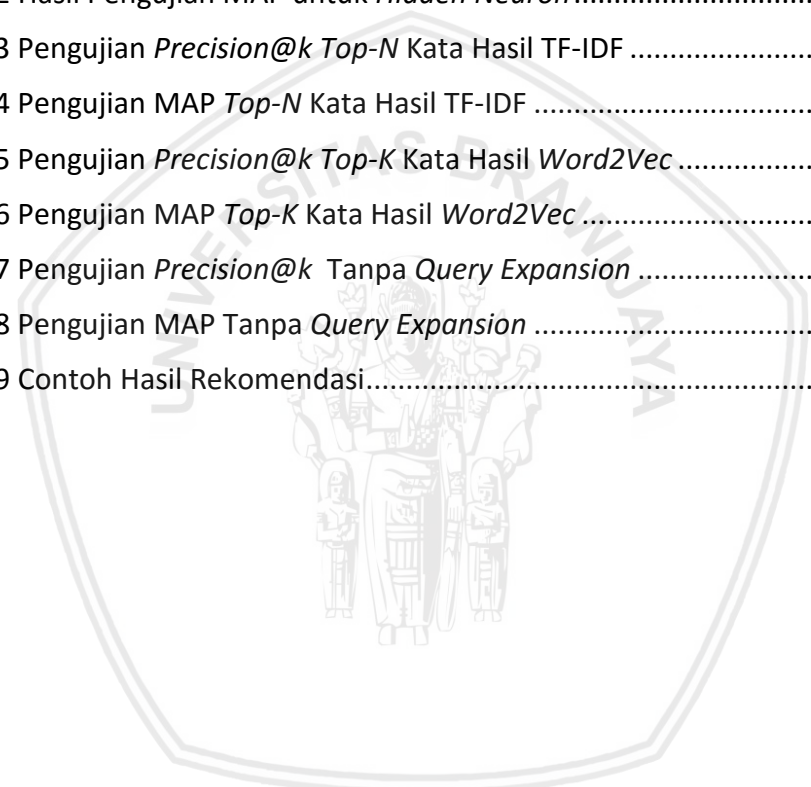 2 Hasil Pengujian MAP untuk Hidden Neuron..............................
3 Pengujian Precision@k Top-N Kata Hasil TF-IDF ......................
4 Pengujian MAP Top-N Kata Hasil TF-IDF ..................................
5 Pengujian Precision@k Top-K Kata Hasil Word2Vec ................
6 Pengujian MAP Top-K Kata Hasil Word2Vec ............................
7 Pengujian Precision@k Tanpa Query Expansion .....................
8 Pengujian MAP Tanpa Query Expansion ..................................
9 Contoh Hasil Rekomendasi.......................................................
UNIVERSITAS BRAWIJAYA